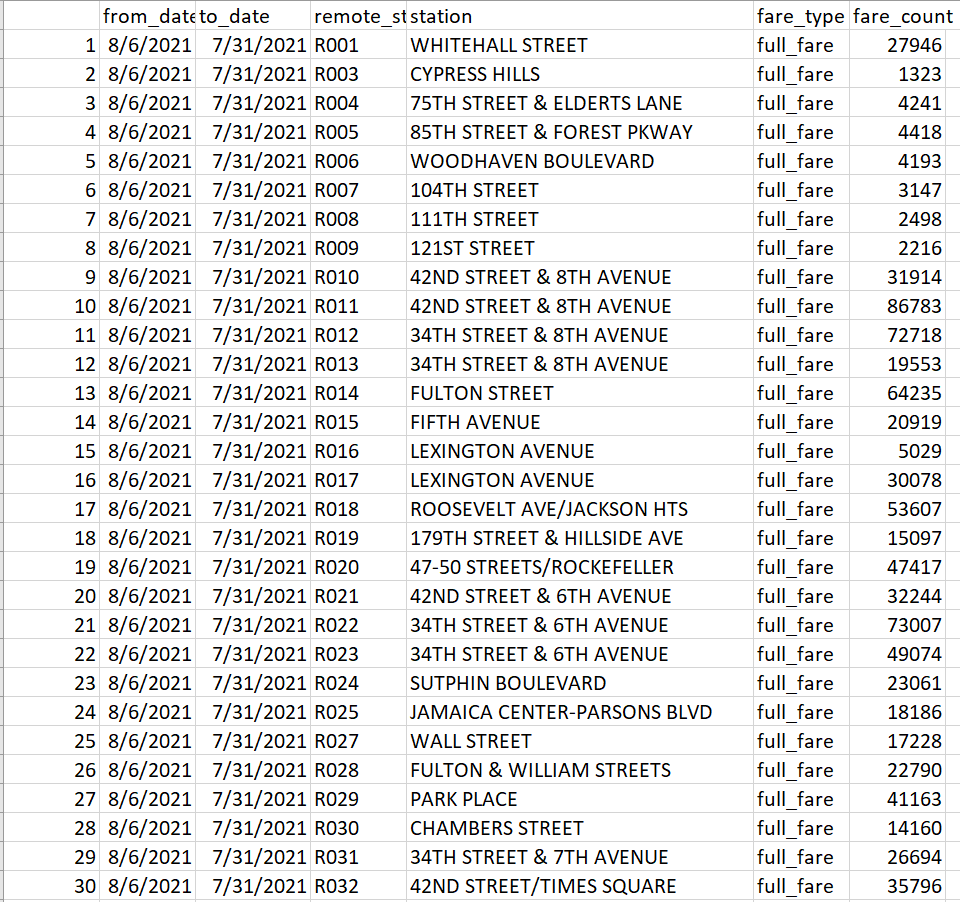 from_date to_date remote_st station fare_type fare_count
1 8/6/2021 7/31/2021 R001 WHITEHALL STREET full_fare 27946
2 8/6/2021 7/31/2021 R003 CYPRESS HILLS full_fare 1323
3 8/6/2021 7/31/2021 R004 75TH STREET & ELDERTS LANE full_fare 4241
4 8/6/2021 7/31/2021 R005 85TH STREET & FOREST PKWAY full_fare 4418
5 8/6/2021 7/31/2021 R006 WOODHAVEN BOULEVARD full_fare 4193
6 8/6/2021 7/31/2021 R007 104TH STREET full_fare 3147
7 8/6/2021 7/31/2021 R008 111TH STREET full_fare 2498
8 8/6/2021 7/31/2021 R009 121ST STREET full_fare 2216
9 8/6/2021 7/31/2021 R010 42ND STREET & 8TH AVENUE full_fare 31914
10 8/6/2021 7/31/2021 R011 42ND STREET & 8TH AVENUE full_fare 86783
11 8/6/2021 7/31/2021 R012 34TH STREET & 8TH AVENUE full_fare 72718
12 8/6/2021 7/31/2021 R013 34TH STREET & 8TH AVENUE full_fare 19553
13 8/6/2021 7/31/2021 R014 FULTON STREET full_fare 64235
14 8/6/2021 7/31/2021 R015 FIFTH AVENUE full_fare 20919
15 8/6/2021 7/31/2021 R016 LEXINGTON AVENUE full_fare 5029
16 8/6/2021 7/31/2021 R017 LEXINGTON AVENUE full_fare 30078
17 8/6/2021 7/31/2021 R018 ROOSEVELT AVE/JACKSON HTS full_fare 53607
18 8/6/2021 7/31/2021 R019 179TH STREET & HILLSIDE AVE full_fare 15097
19 8/6/2021 7/31/2021 R020 47-50 STREETS/ROCKEFELLER full_fare 47417
20 8/6/2021 7/31/2021 R021 42ND STREET & 6TH AVENUE full_fare 32244
21 8/6/2021 7/31/2021 R022 34TH STREET & 6TH AVENUE full_fare 73007
22 8/6/2021 7/31/2021 R023 34TH STREET & 6TH AVENUE full_fare 49074
23 8/6/2021 7/31/2021 R024 SUTPHIN BOULEVARD full_fare 23061
24 8/6/2021 7/31/2021 R025 JAMAICA CENTER-PARSONS BLVD full_fare 18186
25 8/6/2021 7/31/2021 R027 WALL STREET full_fare 17228
26 8/6/2021 7/31/2021 R028 FULTON & WILLIAM STREETS full_fare 22790
27 8/6/2021 7/31/2021 R029 PARK PLACE full_fare 41163
28 8/6/2021 7/31/2021 R030 CHAMBERS STREET full_fare 14160
29 8/6/2021 7/31/2021 R031 34TH STREET & 7TH AVENUE full_fare 26694
30 8/6/2021 7/31/2021 R032 42ND STREET/TIMES SQUARE full_fare 35796